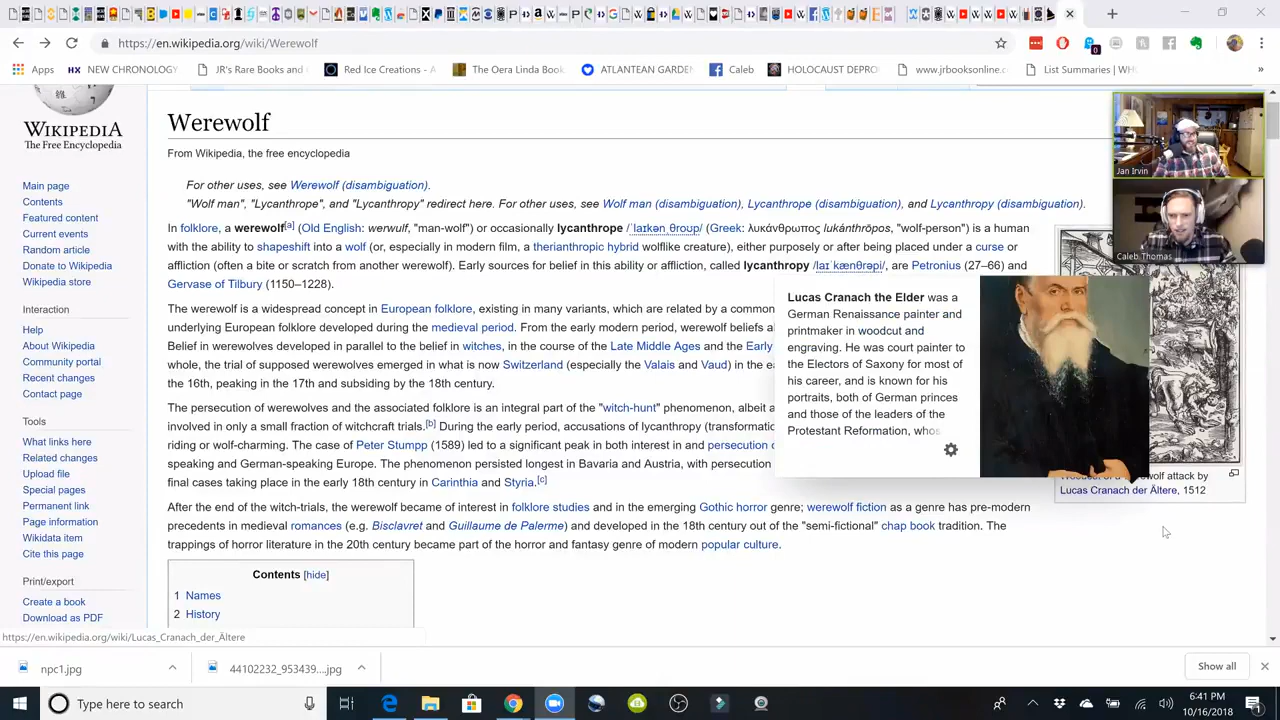 https://en.wikipedia.org/wiki/Werewolf
0
Apps
NEW CHRONOLOGY
JR's Rare Books and
Red Ice Creations - A
The Oera Linda Book
ATLANTEAN GARDE
Caleb
HOLOCAUST DEPRO
www.jrbooksonline.c
List Summaries | WH
»
WIKIPEDIA
The Free Encyclopedia
Main page
Contents
Featured content
Current events
Random article
Donate to Wikipedia
Wikipedia store
Interaction
Help
About Wikipedia
Community portal
Recent changes
Contact page
Tools
What links here
Related changes
Upload file
Special pages
Permanent link
Page information
Wikidata item
Cite this page
Print/export
Create a book
Download as PDF
Werewolf
From Wikipedia, the free encyclopedia
For other uses, see Werewolf (disambiguation).
"Wolf man", "Lycanthrope", and "Lycanthropy" redirect here. For other uses, see Wolf man (disambiguation), Lycanthrope (disambiguation), and Lycanthropy (disambiguation).
In folklore, a werewolf[a] (Old English: werwulf, "man-wolf") or occasionally lycanthrope /ˈlaɪkənˌθroʊp/ (Greek: λυκάνθρωπος lukánthrōpos, "wolf-person") is a human
with the ability to shapeshift into a wolf (or, especially in modern film, a therianthropic hybrid wolflike creature), either purposely or after being placed under a curse or
affliction (often a bite or scratch from another werewolf). Early sources for belief in this ability or affliction, called lycanthropy /laɪˈkænθrəpi/, are Petronius (27–66) and
Gervase of Tilbury (1150–1228).
The werewolf is a widespread concept in European folklore, existing in many variants, which are related by a common
underlying European folklore developed during the medieval period. From the early modern period, werewolf beliefs a
Belief in werewolves developed in parallel to the belief in witches, in the course of the Late Middle Ages and the Early
whole, the trial of supposed werewolves emerged in what is now Switzerland (especially the Valais and Vaud) in the ea
the 16th, peaking in the 17th and subsiding by the 18th century.
The persecution of werewolves and the associated folklore is an integral part of the "witch-hunt" phenomenon, albeit a
involved in only a small fraction of witchcraft trials.[b] During the early period, accusations of lycanthropy (transformatio
riding or wolf-charming. The case of Peter Stumpp (1589) led to a significant peak in both interest in and persecution o
speaking and German-speaking Europe. The phenomenon persisted longest in Bavaria and Austria, with persecution
final cases taking place in the early 18th century in Carinthia and Styria.[c]
After the end of the witch-trials, the werewolf became of interest in folklore studies and in the emerging Gothic horror genre; werewolf fiction as a genre has pre-modern
precedents in medieval romances (e.g. Bisclavret and Guillaume de Palerme) and developed in the 18th century out of the "semi-fictional" chap book tradition. The
trappings of horror literature in the 20th century became part of the horror and fantasy genre of modern popular culture.
Contents [hide]
1 Names
2 History
Lucas Cranach the Elder was a
German Renaissance painter and
printmaker in woodcut and
engraving. He was court painter to
the Electors of Saxony for most of
his career, and is known for his
portraits, both of German princes
and those of the leaders of the
Protestant Reformation, whos
Jan Irvin
Caleb Thomas
Lucas Cranach der Ältere, 1512
https://en.wikipedia.org/wiki/Lucas_Cranach_der_Ältere
npc1.jpg
44102232_953439....jpg
Show all
Type here to search
6:41 PM
10/16/2018
1